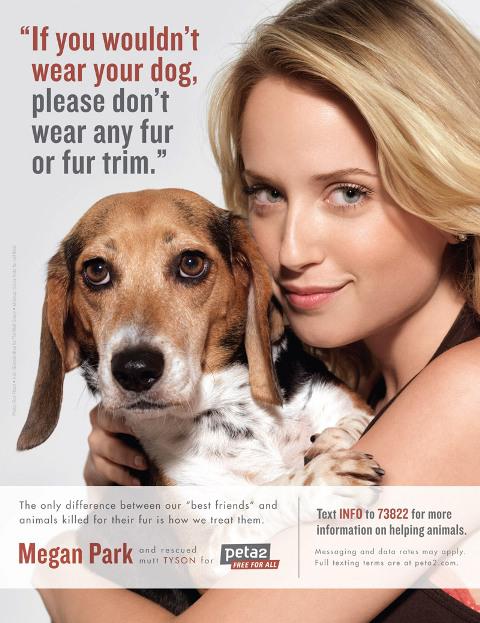 “If you wouldn’t
wear your dog,
please don’t
wear any fur
or fur trim.”
The only difference between our “best friends” and
animals killed for their fur is how we treat them.
Megan Park and rescued
mutt TYSON for
peta2
FREE FOR ALL
Text INFO to 73822 for more
information on helping animals.
Messaging and data rates may apply.
Full texting terms are at peta2.com.